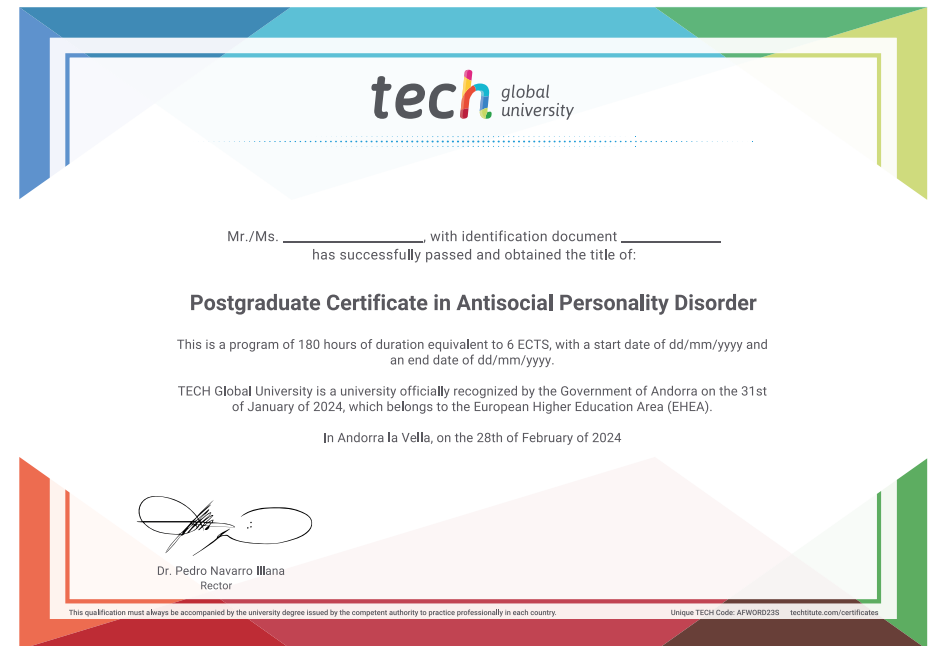 tech global
university
Mr./Ms. ____________, with identification document ____________
has successfully passed and obtained the title of:
Postgraduate Certificate in Antisocial Personality Disorder
This is a program of 180 hours of duration equivalent to 6 ECTS, with a start date of dd/mm/yyyy and
an end date of dd/mm/yyyy.
TECH Global University is a university officially recognized by the Government of Andorra on the 31st
of January of 2024, which belongs to the European Higher Education Area (EHEA).
In Andorra la Vella, on the 28th of February of 2024
Dr. Pedro Navarro Illana
Rector
This qualification must always be accompanied by the university degree issued by the competent authority to practice professionally in each country.
Unique TECH Code: AFWORD23S techtitute.com/certificates